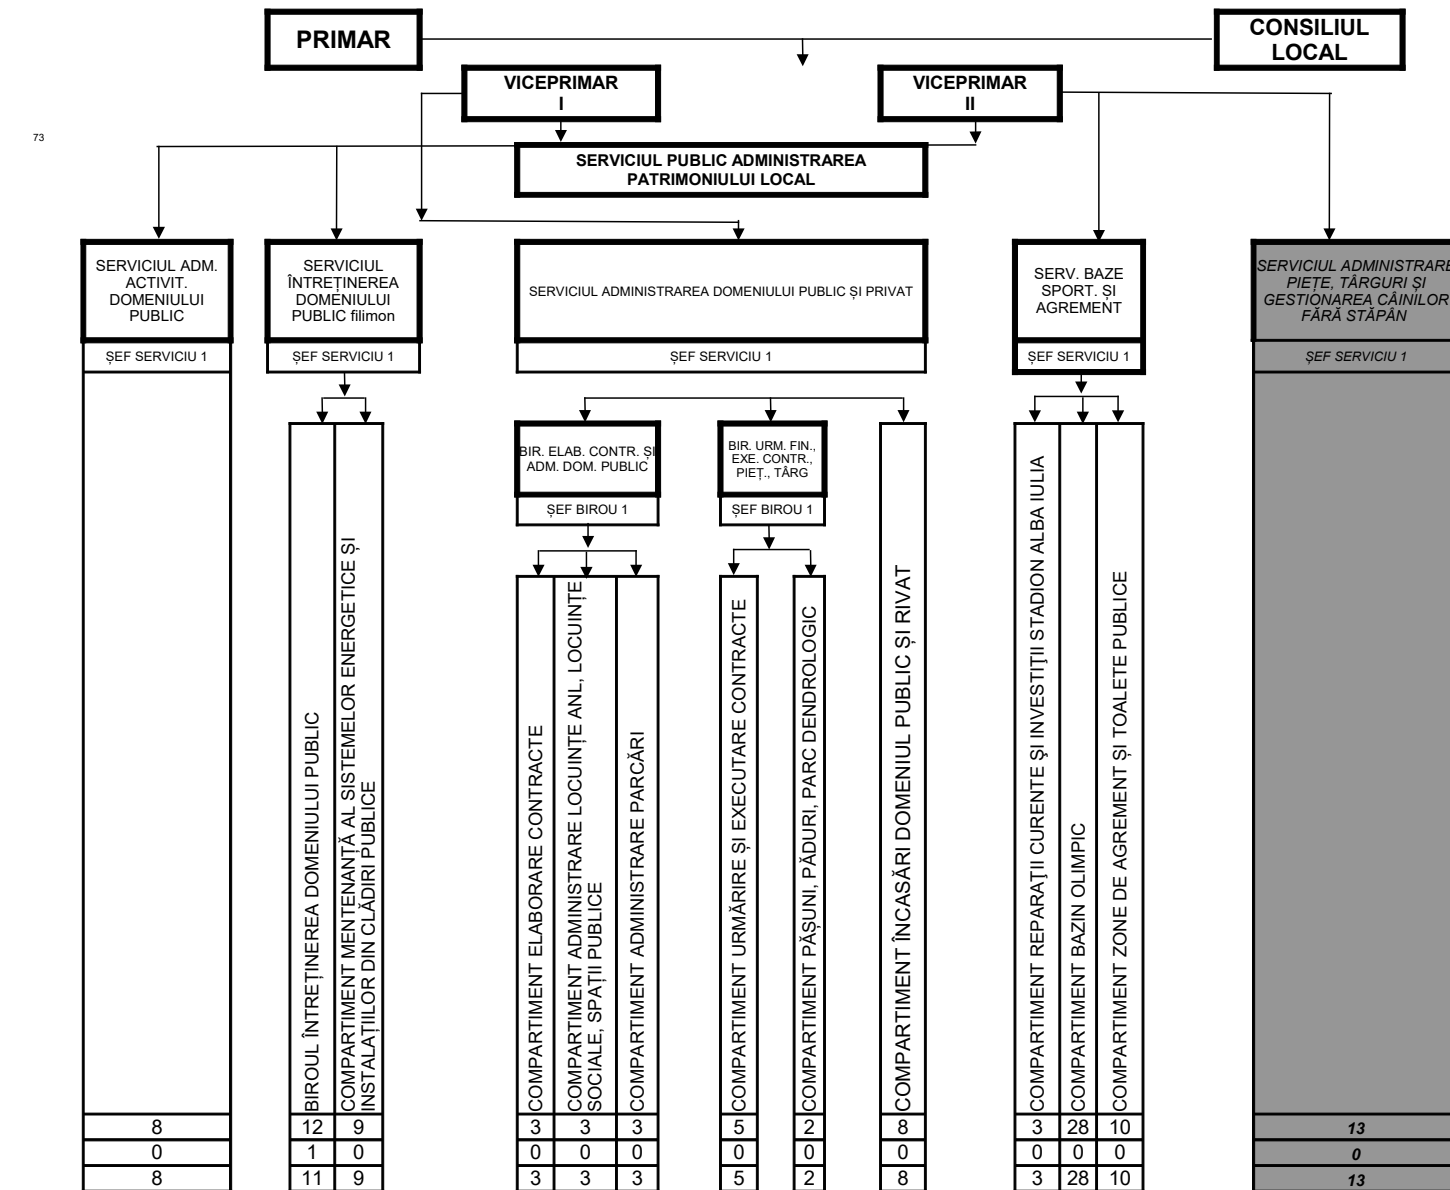 PRIMAR
CONSILIUL
LOCAL
VICEPRIMAR
I
VICEPRIMAR
II
73
SERVICIUL PUBLIC ADMINISTRAREA
PATRIMONIULUI LOCAL
SERVICIUL ADM.
ACTIVIT.
DOMENIULUI
PUBLIC
SERVICIUL
ÎNTREȚINEREA
DOMENIULUI
PUBLIC filimon
SERVICIUL ADMINISTRAREA DOMENIULUI PUBLIC ȘI PRIVAT
SERV. BAZE
SPORT. ȘI
AGREMENT
SERVICIUL ADMINISTRARE
PIEȚE, TÂRGURI ȘI
GESTIONAREA CÂINILOR
FĂRĂ STĂPÂN
ȘEF SERVICIU 1
ȘEF SERVICIU 1
ȘEF SERVICIU 1
ȘEF SERVICIU 1
ȘEF SERVICIU 1
BIR. ELAB. CONTR. ȘI
ADM. DOM. PUBLIC
BIR. URM. FIN.,
EXE. CONTR.,
PIEȚ., TÂRG
ȘEF BIROU 1
ȘEF BIROU 1
BIROUL ÎNTREȚINEREA DOMENIULUI PUBLIC
COMPARTIMENT MENTENANȚĂ AL SISTEMELOR ENERGETICE ȘI
INSTALAȚIILOR DIN CLĂDIRI PUBLICE
COMPARTIMENT ELABORARE CONTRACTE
COMPARTIMENT ADMINISTRARE LOCUINȚE ANL, LOCUINȚE
SOCIALE, SPAȚII PUBLICE
COMPARTIMENT ADMINISTRARE PARCĂRI
COMPARTIMENT URMĂRIRE ȘI EXECUTARE CONTRACTE
COMPARTIMENT PĂȘUNI, PĂDURI, PARC DENDROLOGIC
COMPARTIMENT ÎNCASĂRI DOMENIUL PUBLIC ȘI RIVAT
COMPARTIMENT REPARAȚII CURENTE ȘI INVESTIȚII STADION ALBA IULIA
COMPARTIMENT BAZIN OLIMPIC
COMPARTIMENT ZONE DE AGREMENT ȘI TOALETE PUBLICE
8 12 9 3 3 3 5 2 8 3 28 10 13
0 1 0 0 0 0 0 0 0 0 0 0 0
8 11 9 3 3 3 5 2 8 3 28 10 13